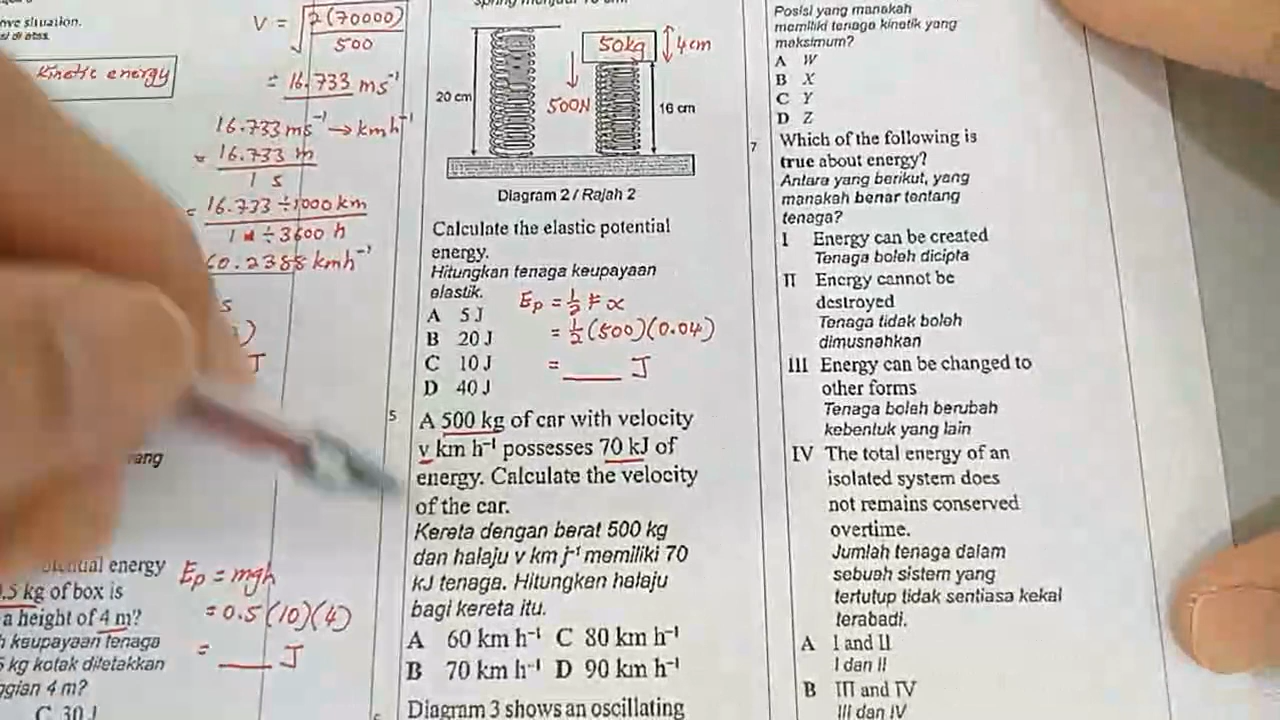 V = √2(70000)
500
= 16.733 ms⁻¹
Kinetic energy
16.733 ms⁻¹ → kmh⁻¹
= 16.733 m
1 s
= 16.733 ÷ 1000 km
÷ 3600 h
60.2388 kmh⁻¹
J
ang
energy
Ep = mgh
.5 kg of box is
= 0.5(10)(4)
a height of 4 m?
keupayaan tenaga
= ___ J
kg kotak diletakkan
ggian 4 m?
C 30 J
20 cm
50kg
4cm
500N
16 cm
Diagram 2 / Rajah 2
Calculate the elastic potential
energy.
Hitungkan tenaga keupayaan
elastik.
Ep = ½ F x
A 5 J
= ½ (500)(0.04)
B 20 J
C 10 J
= ___ J
D 40 J
5 A 500 kg of car with velocity
v km h⁻¹ possesses 70 kJ of
energy. Calculate the velocity
of the car.
Kereta dengan berat 500 kg
dan halaju v km j⁻¹ memiliki 70
kJ tenaga. Hitungkan halaju
bagi kereta itu.
A 60 km h⁻¹ C 80 km h⁻¹
B 70 km h⁻¹ D 90 km h⁻¹
Diagram 3 shows an oscillating
Posisi yang manakah
memiliki tenaga kinetik yang
maksimum?
A W
B X
C Y
D Z
7 Which of the following is
true about energy?
Antara yang berikut, yang
manakah benar tentang
tenaga?
I Energy can be created
Tenaga boleh dicipta
II Energy cannot be
destroyed
Tenaga tidak boleh
dimusnahkan
III Energy can be changed to
other forms
Tenaga boleh berubah
kebentuk yang lain
IV The total energy of an
isolated system does
not remains conserved
overtime.
Jumlah tenaga dalam
sebuah sistem yang
tertutup tidak sentiasa kekal
terabadi.
A I and II
I dan II
B III and IV
III dan IV